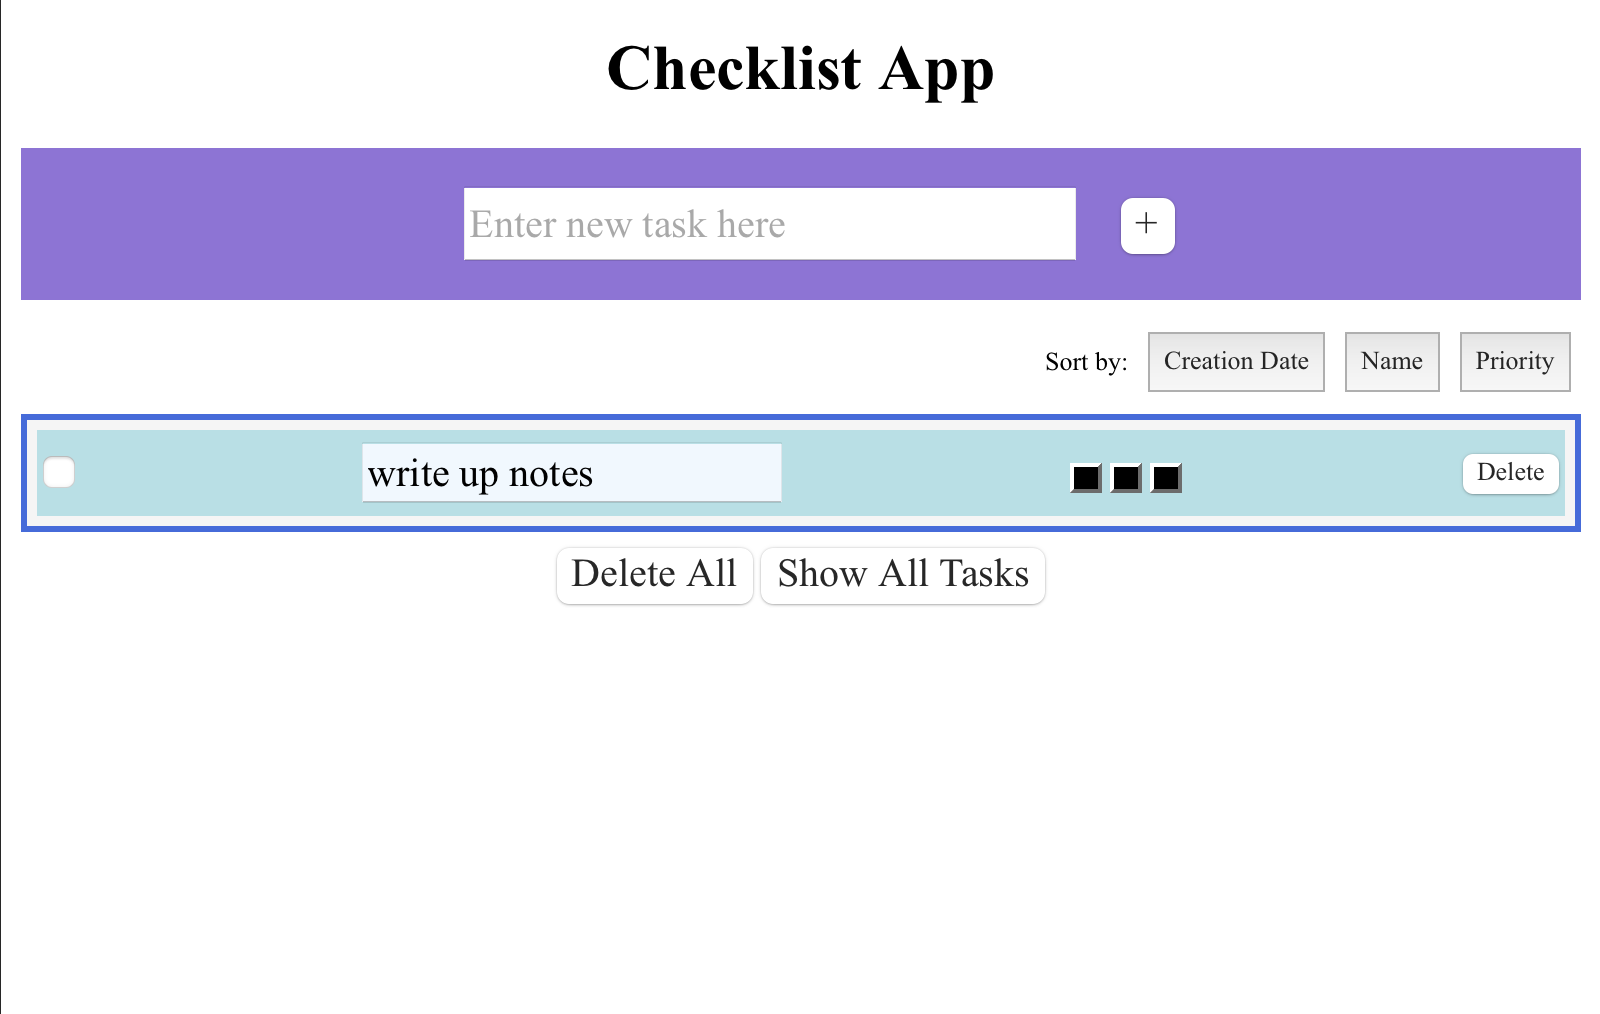 Checklist App
Enter new task here
+
Sort by: Creation Date Name Priority
write up notes Delete
Delete All Show All Tasks